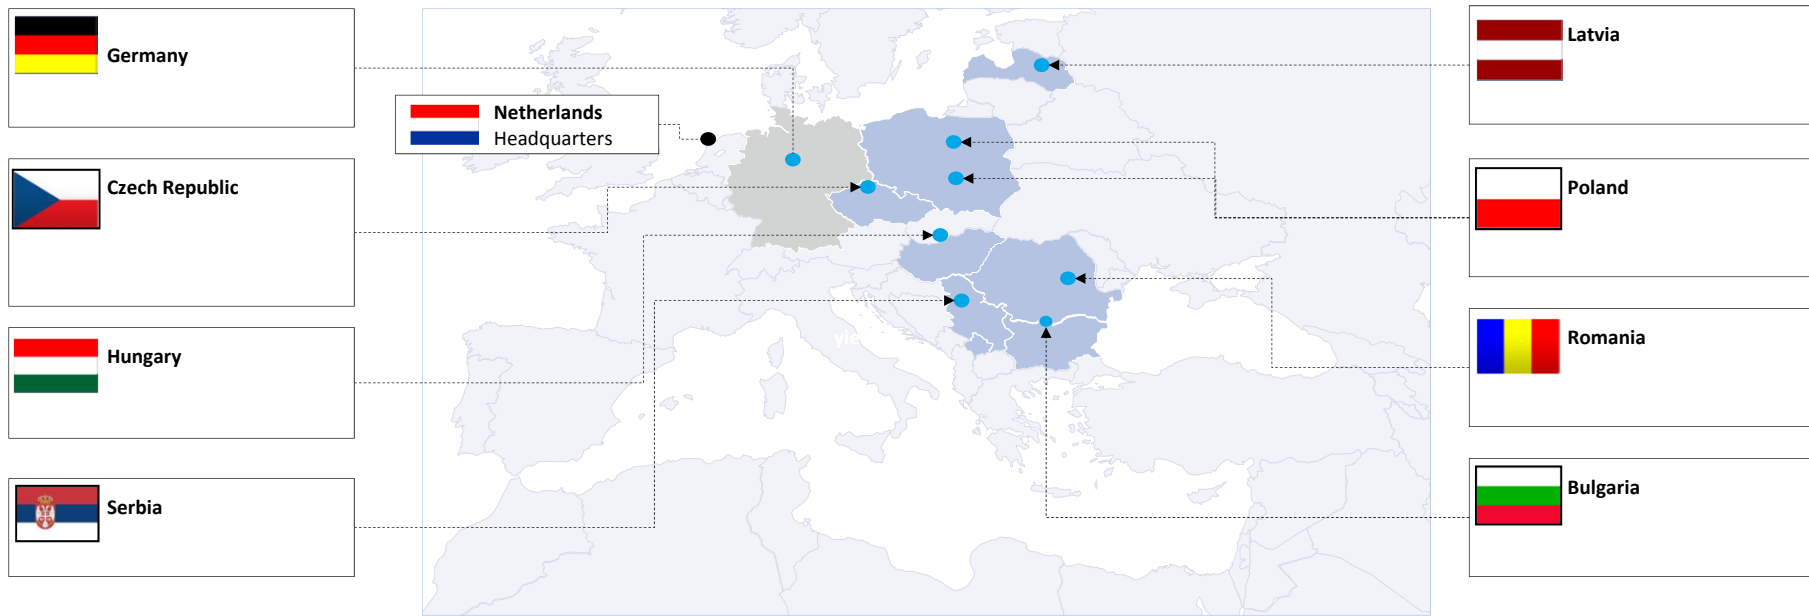 Germany
Netherlands
Headquarters
Czech Republic
Hungary
Serbia
Latvia
Poland
Romania
Bulgaria